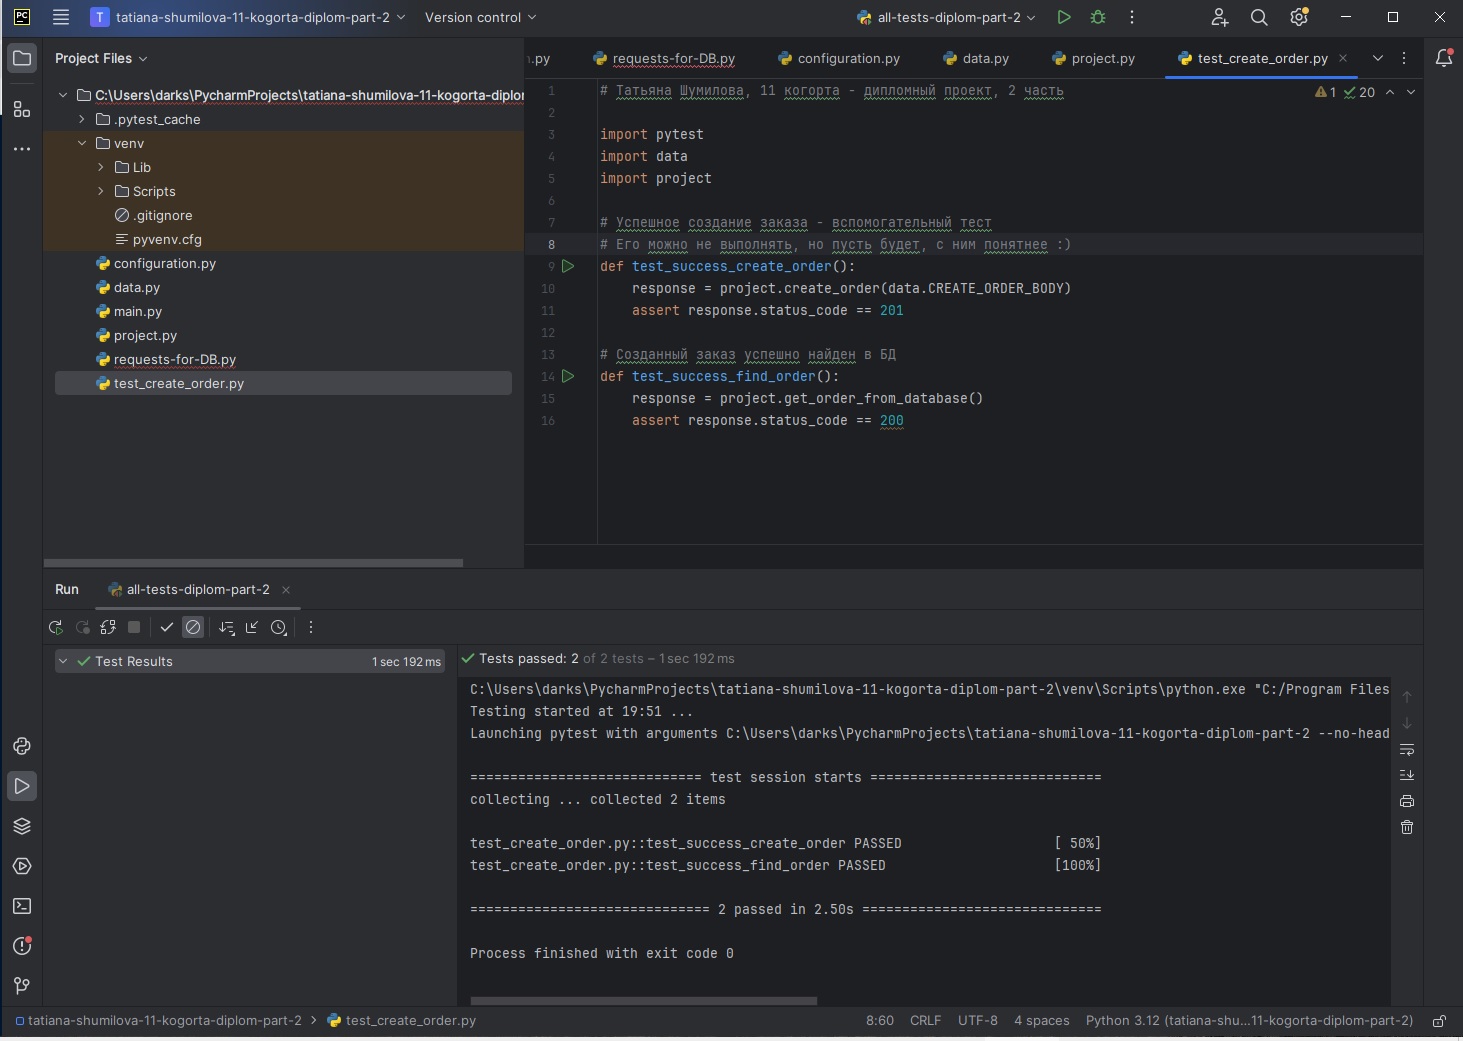 PC
T tatiana-shumilova-11-kogorta-diplom-part-2
Version control
all-tests-diplom-part-2
Project Files
.py
requests-for-DB.py
configuration.py
data.py
project.py
test_create_order.py
C:\Users\darks\PycharmProjects\tatiana-shumilova-11-kogorta-diplo
.pytest_cache
venv
Lib
Scripts
.gitignore
pyvenv.cfg
configuration.py
data.py
main.py
project.py
requests-for-DB.py
test_create_order.py
1 20
1 # Татьяна Шумилова, 11 когорта - дипломный проект, 2 часть
2
3 import pytest
4 import data
5 import project
6
7 # Успешное создание заказа - вспомогательный тест
8 # Его можно не выполнять, но пусть будет, с ним понятнее :)
9 def test_success_create_order():
10 response = project.create_order(data.CREATE_ORDER_BODY)
11 assert response.status_code == 201
12
13 # Созданный заказ успешно найден в БД
14 def test_success_find_order():
15 response = project.get_order_from_database()
16 assert response.status_code == 200
Run
all-tests-diplom-part-2
Test Results 1 sec 192 ms
Tests passed: 2 of 2 tests – 1 sec 192 ms
C:\Users\darks\PycharmProjects\tatiana-shumilova-11-kogorta-diplom-part-2\venv\Scripts\python.exe "C:/Program Files
Testing started at 19:51 ...
Launching pytest with arguments C:\Users\darks\PycharmProjects\tatiana-shumilova-11-kogorta-diplom-part-2 --no-head
============================= test session starts =============================
collecting ... collected 2 items
test_create_order.py::test_success_create_order PASSED [ 50%]
test_create_order.py::test_success_find_order PASSED [100%]
============================== 2 passed in 2.50s ==============================
Process finished with exit code 0
tatiana-shumilova-11-kogorta-diplom-part-2
test_create_order.py
8:60
CRLF
UTF-8
4 spaces
Python 3.12 (tatiana-shu...11-kogorta-diplom-part-2)